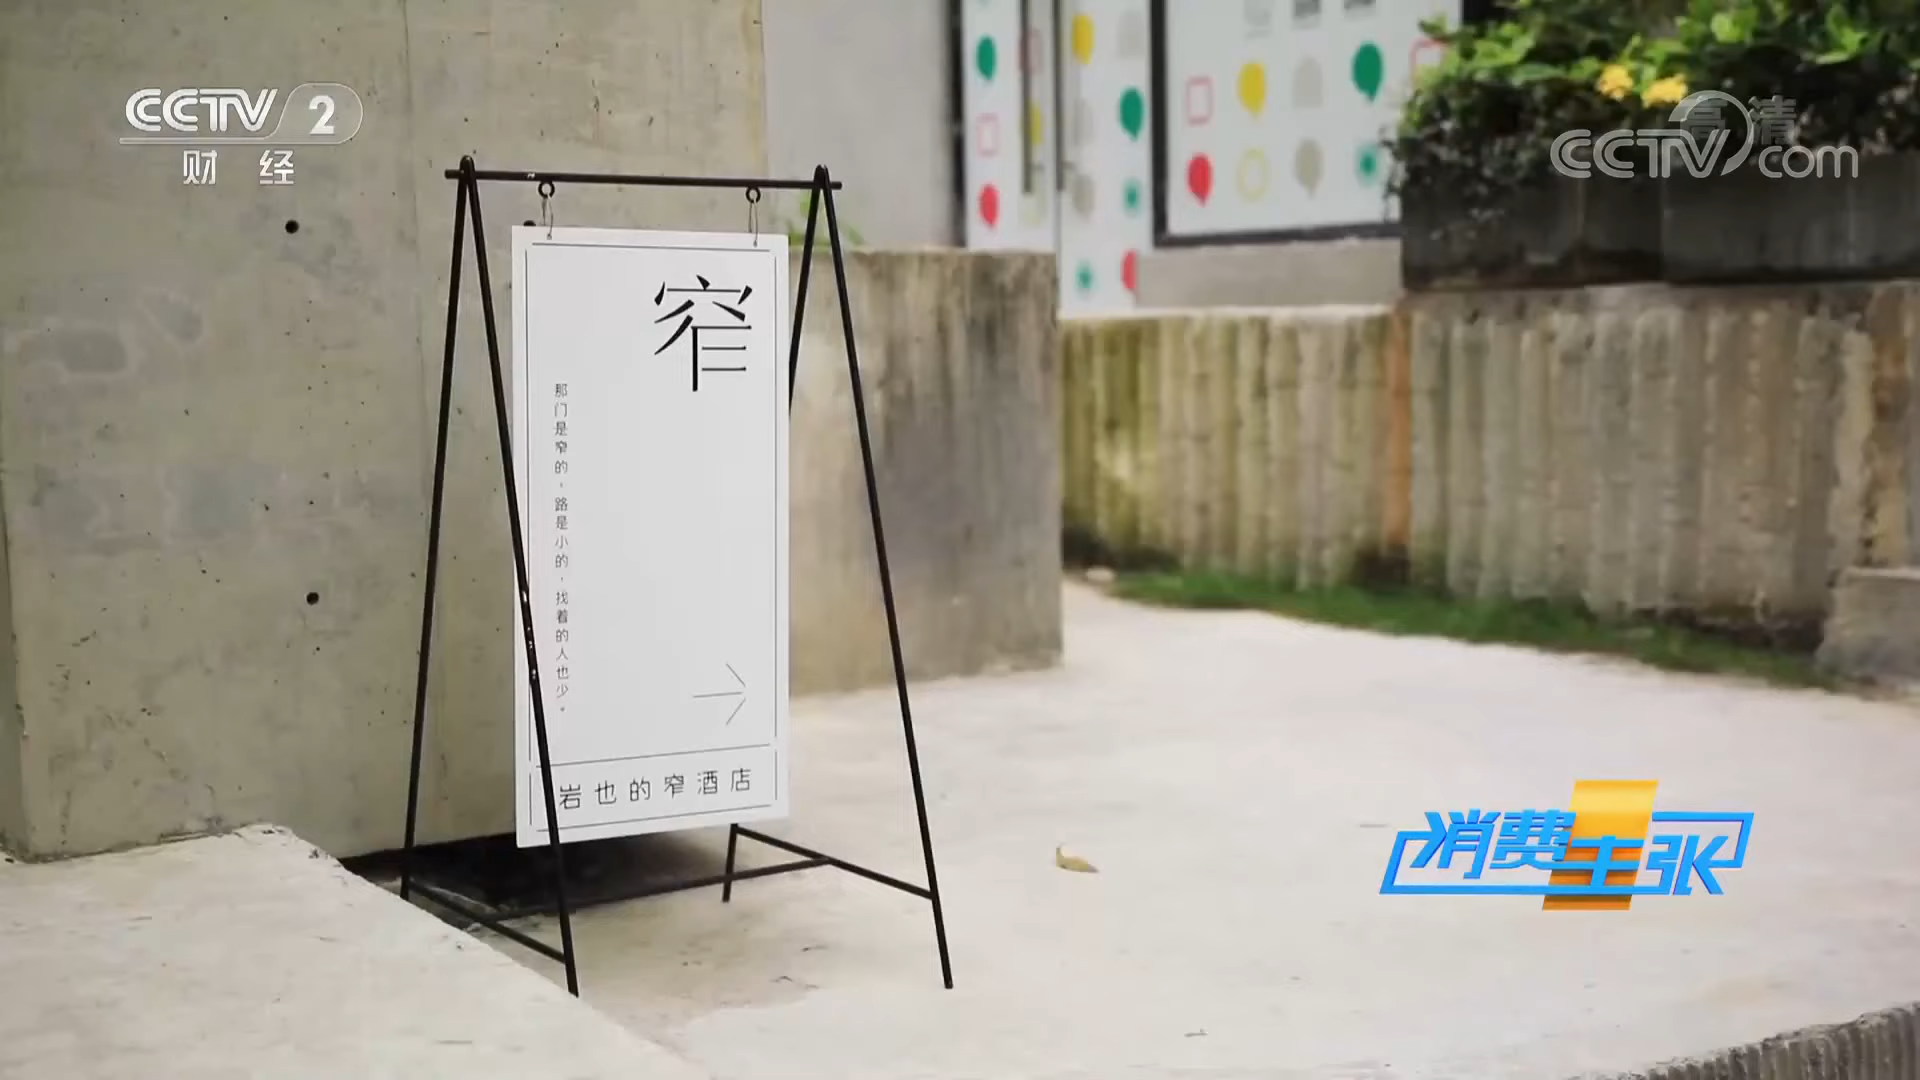 CCTV 2
财经
高清
CCTV.com
窄
那门是窄的，路是小的，找着的人也少。
岩也的窄酒店
消费主张